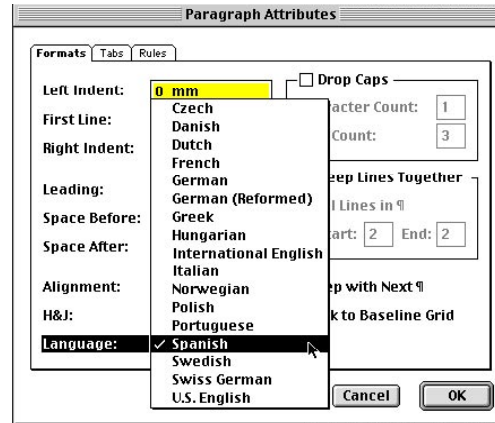 Paragraph Attributes
Formats Tabs Rules
Left Indent: 0 mm
First Line:
Right Indent:
Leading:
Space Before:
Space After:
Alignment:
H&J:
Language:
Czech
Danish
Dutch
French
German
German (Reformed)
Greek
Hungarian
International English
Italian
Norwegian
Polish
Portuguese
✓ Spanish
Swedish
Swiss German
U.S. English
Drop Caps
Count: 1
Count: 3
Lines Together
Lines in ¶
2 End: 2
with Next ¶
to Baseline Grid
Cancel OK